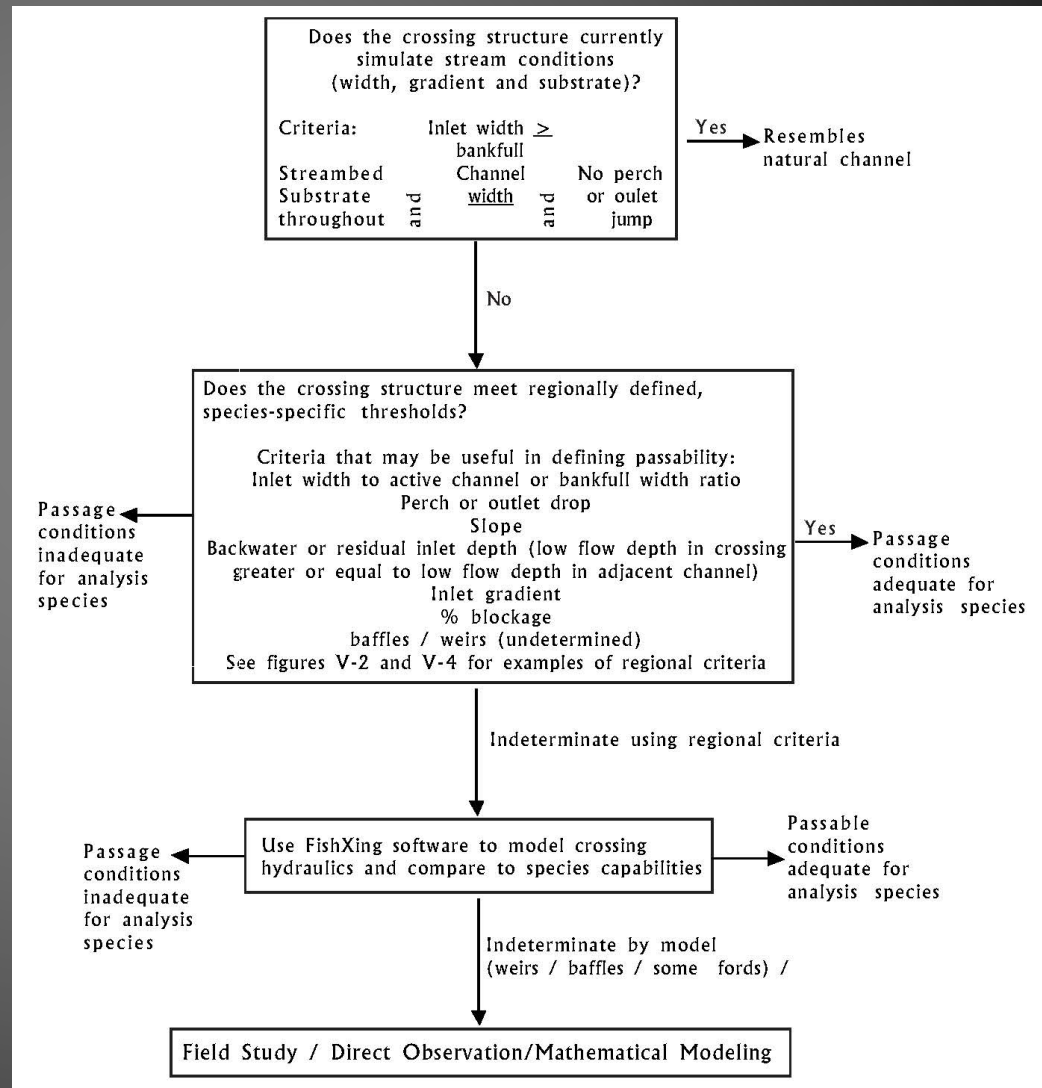 Does the crossing structure currently
simulate stream conditions
(width, gradient and substrate)?
Criteria:
Streambed
Substrate
throughout
and
Inlet width >
bankfull
Channel
width
and
No perch
or oulet
jump
Yes
Resembles
natural channel
No
Does the crossing structure meet regionally defined,
species-specific thresholds?
Criteria that may be useful in defining passability:
Inlet width to active channel or bankfull width ratio
Perch or outlet drop
Slope
Backwater or residual inlet depth (low flow depth in crossing
greater or equal to low flow depth in adjacent channel)
Inlet gradient
% blockage
baffles / weirs (undetermined)
See figures V-2 and V-4 for examples of regional criteria
Passage
conditions
inadequate
for analysis
species
Yes
Passage
conditions
adequate for
analysis species
Indeterminate using regional criteria
Use FishXing software to model crossing
hydraulics and compare to species capabilities
Passage
conditions
inadequate
for analysis
species
Passable
conditions
adequate for
analysis species
Indeterminate by model
(weirs / baffles / some fords) /
Field Study / Direct Observation/Mathematical Modeling